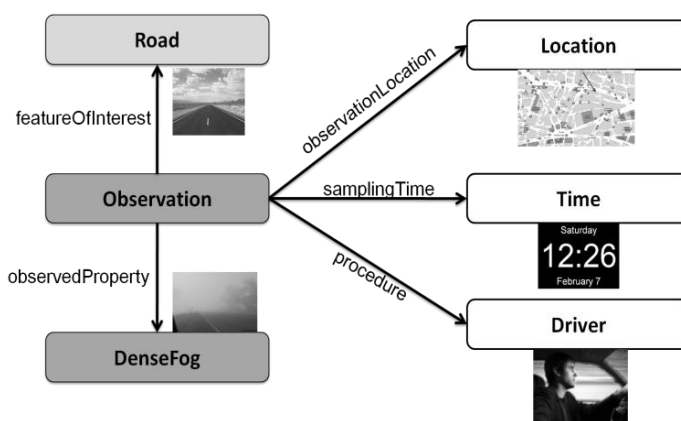 Road
Location
featureOfInterest
observationLocation
Observation
samplingTime
Time
Saturday
12:26
February 7
observedProperty
procedure
DenseFog
Driver